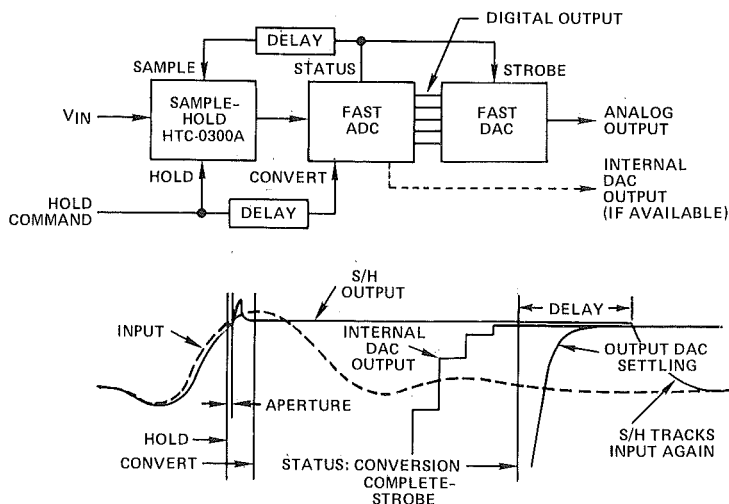 DIGITAL OUTPUT
DELAY
SAMPLE
STATUS
STROBE
VIN
SAMPLE-
HOLD
HTC-0300A
FAST
ADC
FAST
DAC
ANALOG
OUTPUT
HOLD
CONVERT
INTERNAL
DAC
OUTPUT
(IF AVAILABLE)
HOLD
COMMAND
DELAY
S/H
OUTPUT
DELAY
INPUT
INTERNAL
DAC
OUTPUT
OUTPUT DAC
SETTLING
APERTURE
HOLD
S/H TRACKS
INPUT AGAIN
CONVERT
STATUS: CONVERSION
COMPLETE-
STROBE